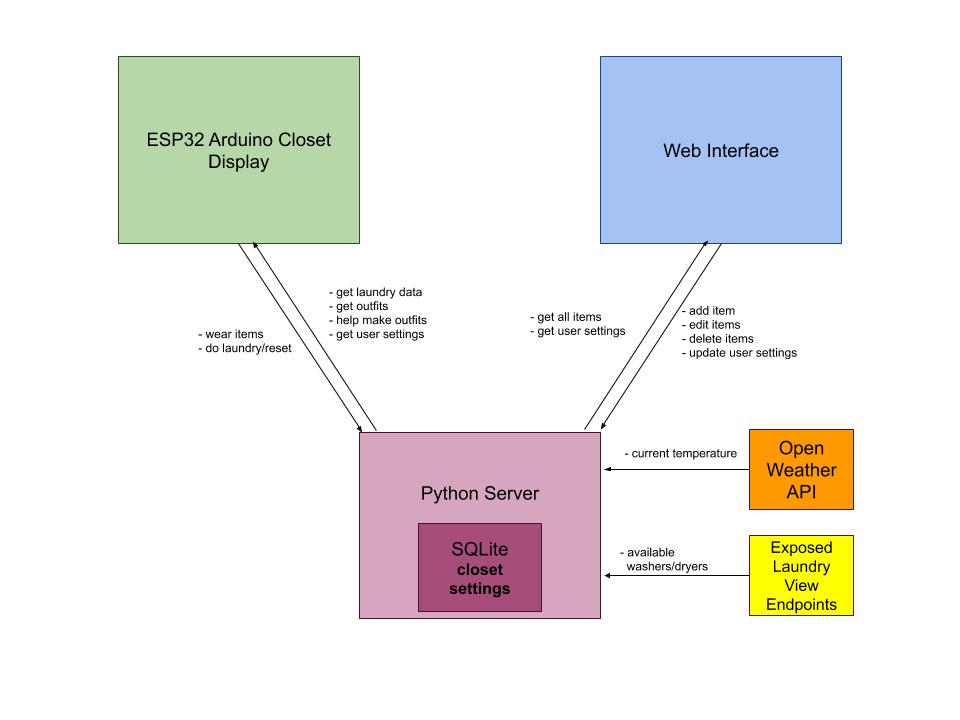 ESP32 Arduino Closet
Display
Web Interface
- get laundry data
- get outfits
- help make outfits
- get user settings
- wear items
- do laundry/reset
- get all items
- get user settings
- add item
- edit items
- delete items
- update user settings
Python Server
SQLite
closet
settings
- current temperature
Open
Weather
API
- available
washers/dryers
Exposed
Laundry
View
Endpoints